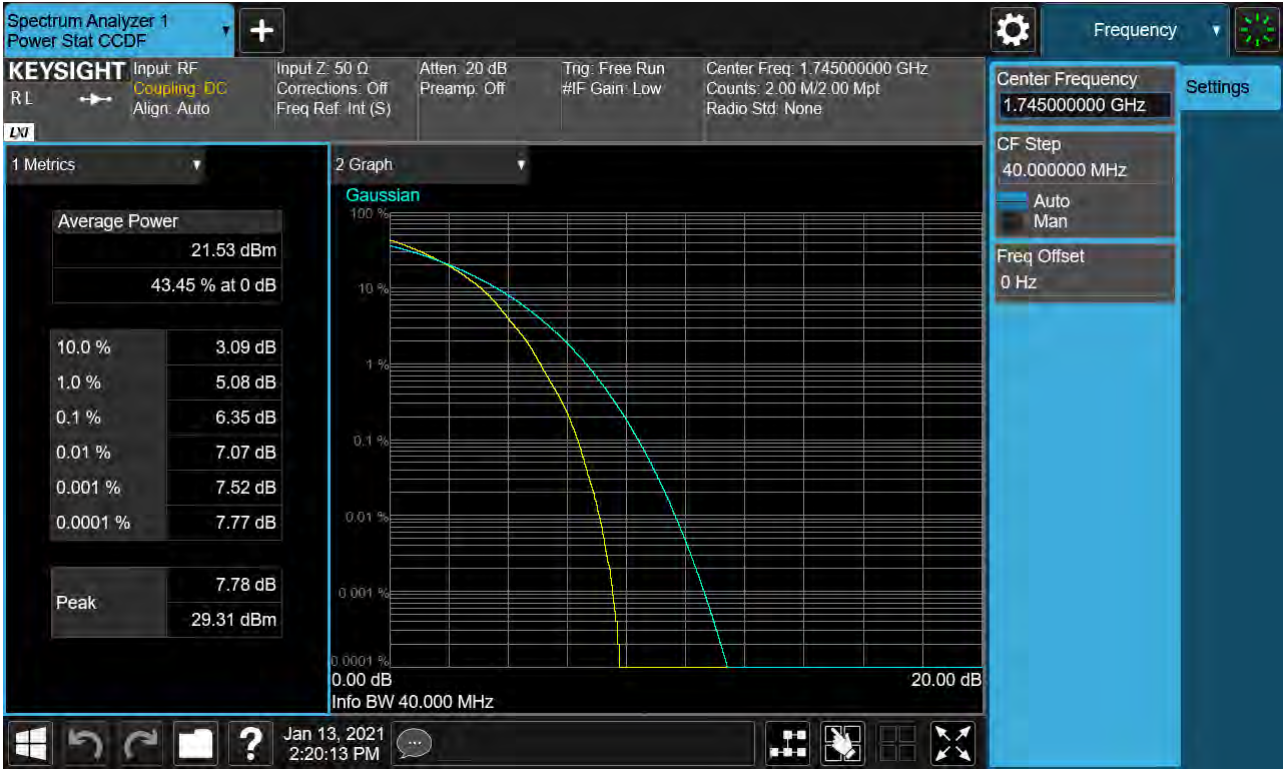 Spectrum Analyzer 1
Power Stat CCDF
+
Frequency
KEYSIGHT
RL
LXI
Input: RF
Coupling: DC
Align: Auto
Input Z: 50 Ω
Corrections: Off
Freq Ref: Int (S)
Atten: 20 dB
Preamp: Off
Trig: Free Run
#IF Gain: Low
Center Freq: 1.745000000 GHz
Counts: 2.00 M/2.00 Mpt
Radio Std: None
Center Frequency
1.745000000 GHz
Settings
CF Step
40.000000 MHz
Auto
Man
Freq Offset
0 Hz
1 Metrics
Average Power
21.53 dBm
43.45 % at 0 dB
10.0 % 3.09 dB
1.0 % 5.08 dB
0.1 % 6.35 dB
0.01 % 7.07 dB
0.001 % 7.52 dB
0.0001 % 7.77 dB
Peak
7.78 dB
29.31 dBm
2 Graph
Gaussian
100 %
10 %
1 %
0.1 %
0.01 %
0.001 %
0.0001 %
0.00 dB 20.00 dB
Info BW 40.000 MHz
?
Jan 13, 2021
2:20:13 PM